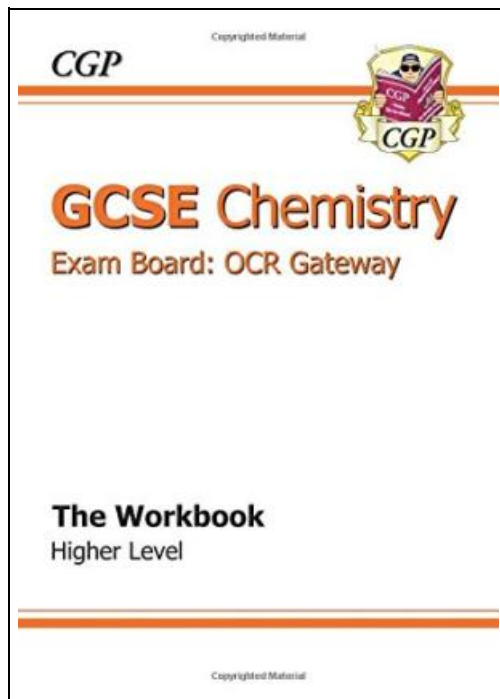 Copyrighted Material
CGP
CGP
CGP
GCSE Chemistry
Exam Board: OCR Gateway
The Workbook
Higher Level
Copyrighted Material